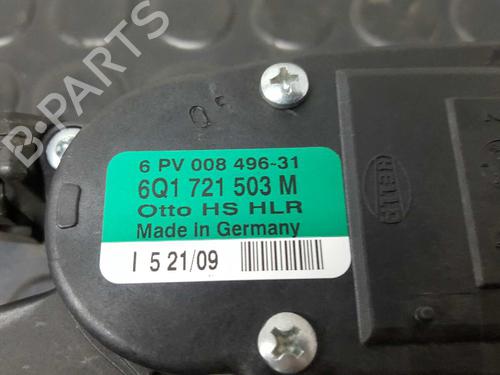 B-PARTS
6 PV 008 496-31
6Q1 721 503 M
Otto HS HLR
Made in Germany
I 5 21/09
HELLA